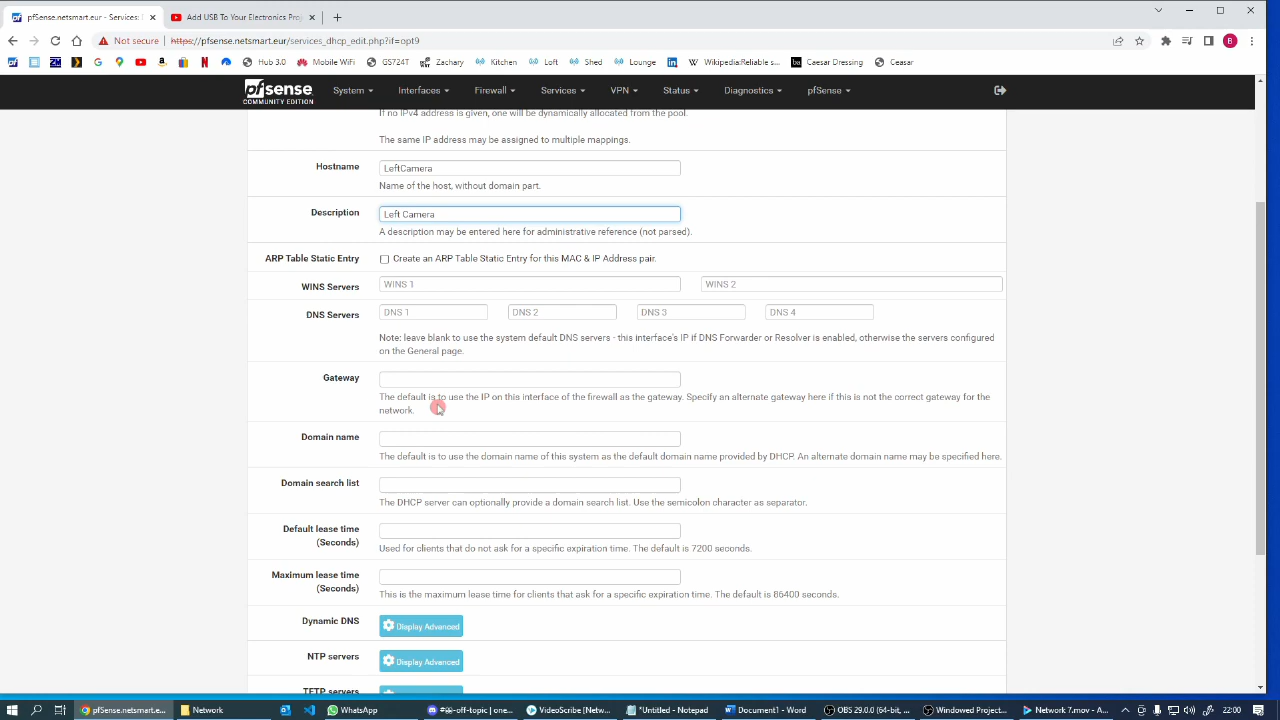 pfSense.netsmart.eur - Services:
Add USB To Your Electronics Proj
Not secure
https://pfsense.netsmart.eur/services_dhcp_edit.php?if=opt9
B
Hub 3.0
Mobile WiFi
GS724T
Zachary
Kitchen
Loft
Shed
Lounge
Wikipedia:Reliable s...
Caesar Dressing
Ceasar
pfsense
COMMUNITY EDITION
System
Interfaces
Firewall
Services
VPN
Status
Diagnostics
pfSense
If no IPv4 address is given, one will be dynamically allocated from the pool.
The same IP address may be assigned to multiple mappings.
Hostname
LeftCamera
Name of the host, without domain part.
Description
Left Camera
A description may be entered here for administrative reference (not parsed).
ARP Table Static Entry
Create an ARP Table Static Entry for this MAC & IP Address pair.
WINS Servers
WINS 1
WINS 2
DNS Servers
DNS 1
DNS 2
DNS 3
DNS 4
Note: leave blank to use the system default DNS servers - this interface's IP if DNS Forwarder or Resolver is enabled, otherwise the servers configured
on the General page.
Gateway
The default is to use the IP on this interface of the firewall as the gateway. Specify an alternate gateway here if this is not the correct gateway for the
network.
Domain name
The default is to use the domain name of this system as the default domain name provided by DHCP. An alternate domain name may be specified here.
Domain search list
The DHCP server can optionally provide a domain search list. Use the semicolon character as separator.
Default lease time
(Seconds)
Used for clients that do not ask for a specific expiration time. The default is 7200 seconds.
Maximum lease time
(Seconds)
This is the maximum lease time for clients that ask for a specific expiration time. The default is 86400 seconds.
Dynamic DNS
Display Advanced
NTP servers
Display Advanced
TFTP servers
pfSense.netsmart.e...
Network
WhatsApp
off-topic | one...
VideoScribe [Netw...
*Untitled - Notepad
Document1 - Word
OBS 29.0.0 (64-bit, ...
Windowed Projec...
Network 7.mov - A...
22:00